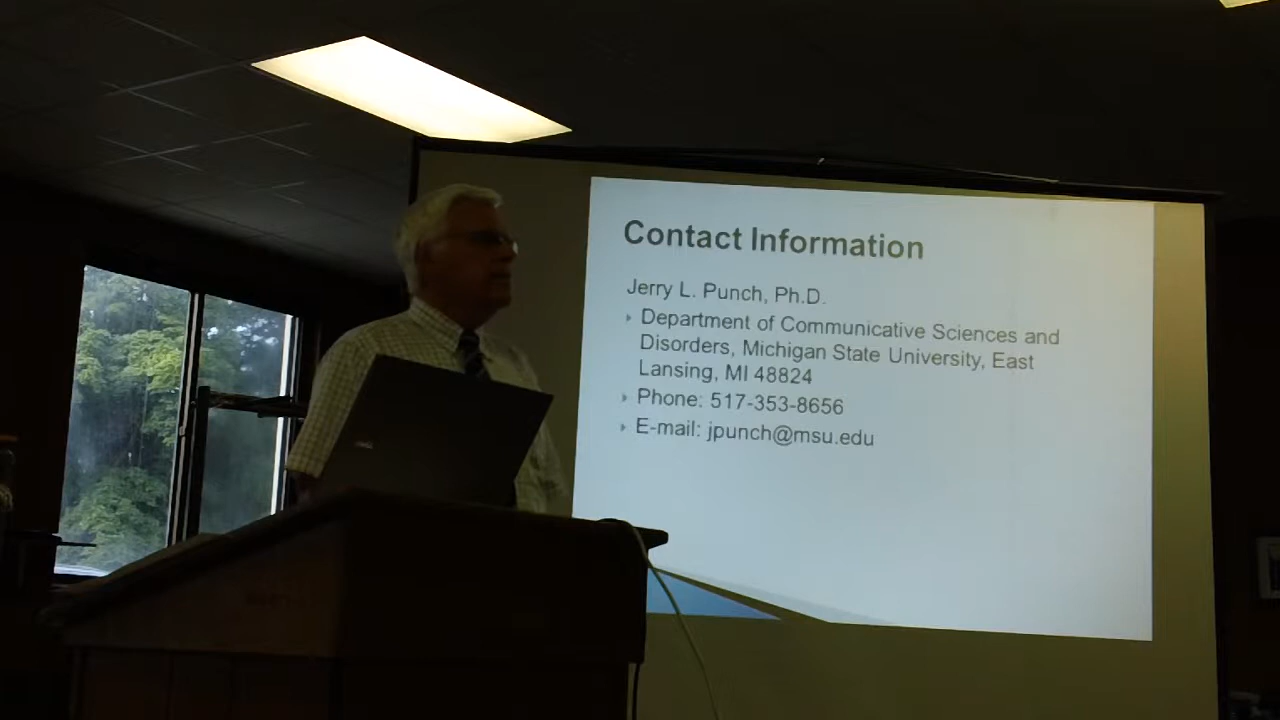 Contact Information
Jerry L. Punch, Ph.D.
Department of Communicative Sciences and
Disorders, Michigan State University, East
Lansing, MI 48824
Phone: 517-353-8656
E-mail: jpunch@msu.edu